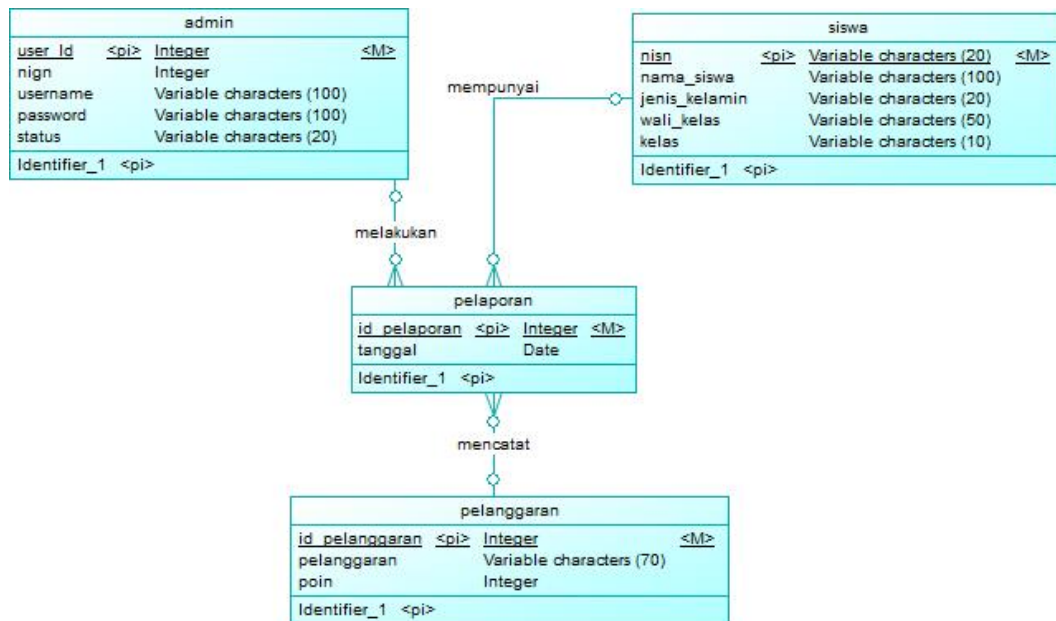 admin
user_Id <pi> Integer <M>
nign Integer
username Variable characters (100)
password Variable characters (100)
status Variable characters (20)
Identifier_1 <pi>
siswa
nisn <pi> Variable characters (20) <M>
nama_siswa Variable characters (100)
jenis_kelamin Variable characters (20)
wali_kelas Variable characters (50)
kelas Variable characters (10)
Identifier_1 <pi>
mempunyai
melakukan
pelaporan
id_pelaporan <pi> Integer <M>
tanggal Date
Identifier_1 <pi>
mencatat
pelanggaran
id_pelanggaran <pi> Integer <M>
pelanggaran Variable characters (70)
poin Integer
Identifier_1 <pi>